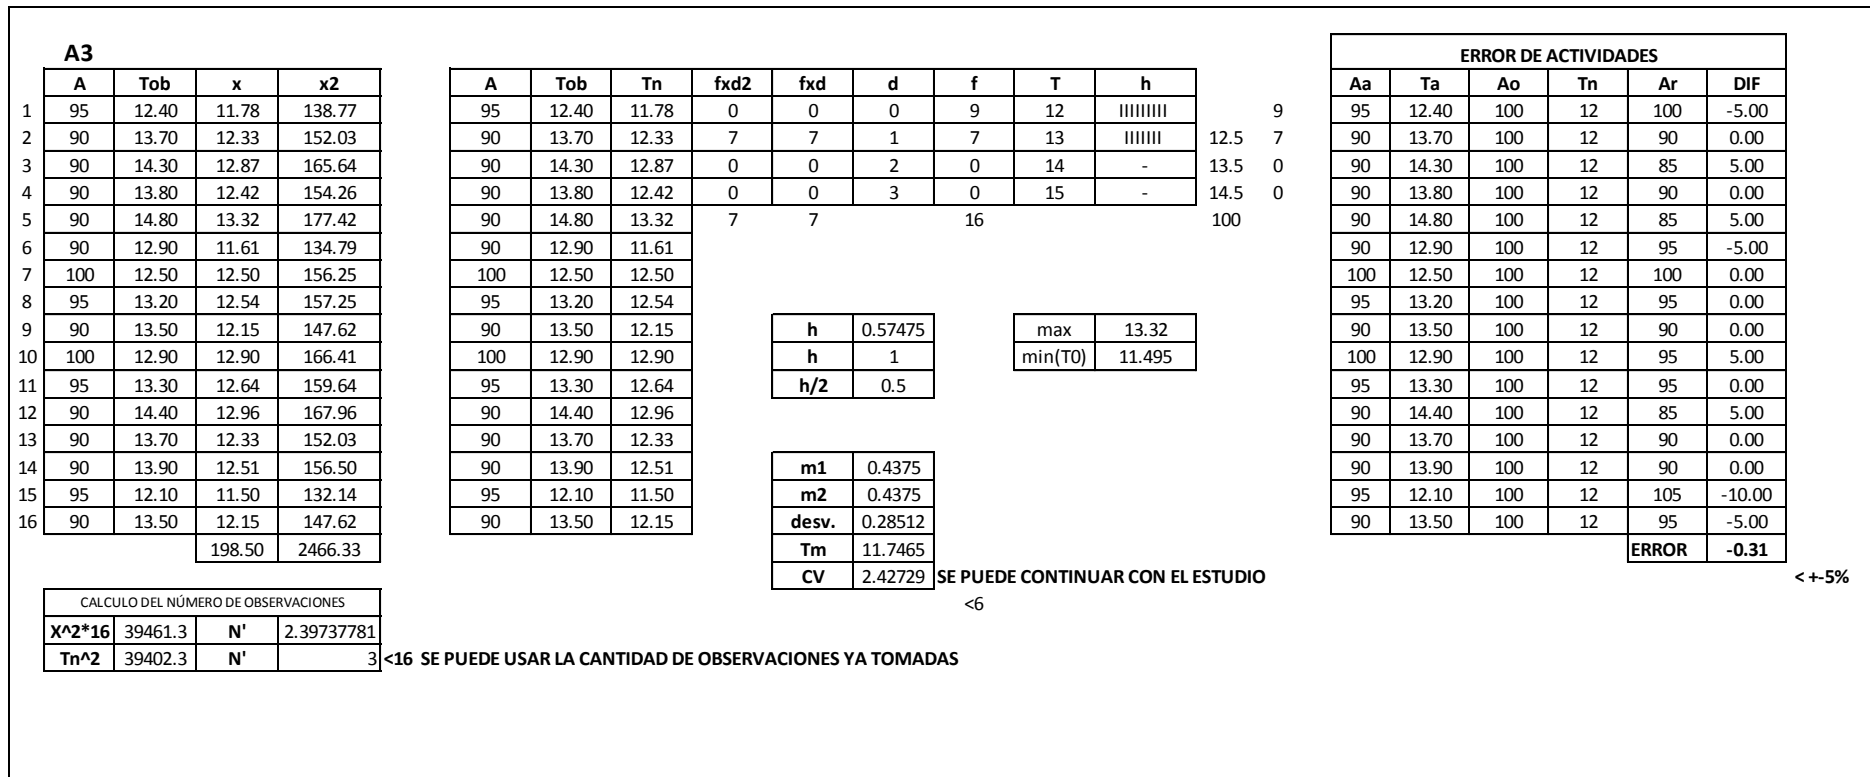 A3 ERROR DE ACTIVIDADES
A Tob x x2 A Tob Tn fxd2 fxd d f T h Aa Ta Ao Tn Ar DIF
1 95 12.40 11.78 138.77 95 12.40 11.78 0 0 0 9 12 IIIIIIIII 9 95 12.40 100 12 100 -5.00
2 90 13.70 12.33 152.03 90 13.70 12.33 7 7 1 7 13 IIIIIII 12.5 7 90 13.70 100 12 90 0.00
3 90 14.30 12.87 165.64 90 14.30 12.87 0 0 2 0 14 - 13.5 0 90 14.30 100 12 85 5.00
4 90 13.80 12.42 154.26 90 13.80 12.42 0 0 3 0 15 - 14.5 0 90 13.80 100 12 90 0.00
5 90 14.80 13.32 177.42 90 14.80 13.32 7 7 16 100 90 14.80 100 12 85 5.00
6 90 12.90 11.61 134.79 90 12.90 11.61 90 12.90 100 12 95 -5.00
7 100 12.50 12.50 156.25 100 12.50 12.50 100 12.50 100 12 100 0.00
8 95 13.20 12.54 157.25 95 13.20 12.54 95 13.20 100 12 95 0.00
9 90 13.50 12.15 147.62 90 13.50 12.15 h 0.57475 max 13.32 90 13.50 100 12 90 0.00
10 100 12.90 12.90 166.41 100 12.90 12.90 h 1 min(T0) 11.495 100 12.90 100 12 95 5.00
11 95 13.30 12.64 159.64 95 13.30 12.64 h/2 0.5 95 13.30 100 12 95 0.00
12 90 14.40 12.96 167.96 90 14.40 12.96 90 14.40 100 12 85 5.00
13 90 13.70 12.33 152.03 90 13.70 12.33 90 13.70 100 12 90 0.00
14 90 13.90 12.51 156.50 90 13.90 12.51 m1 0.4375 90 13.90 100 12 90 0.00
15 95 12.10 11.50 132.14 95 12.10 11.50 m2 0.4375 95 12.10 100 12 105 -10.00
16 90 13.50 12.15 147.62 90 13.50 12.15 desv. 0.28512 90 13.50 100 12 95 -5.00
198.50 2466.33 Tm 11.7465 ERROR -0.31
CV 2.42729 SE PUEDE CONTINUAR CON EL ESTUDIO < +-5%
CALCULO DEL NÚMERO DE OBSERVACIONES <6
X^2*16 39461.3 N' 2.39737781
Tn^2 39402.3 N' 3 <16 SE PUEDE USAR LA CANTIDAD DE OBSERVACIONES YA TOMADAS